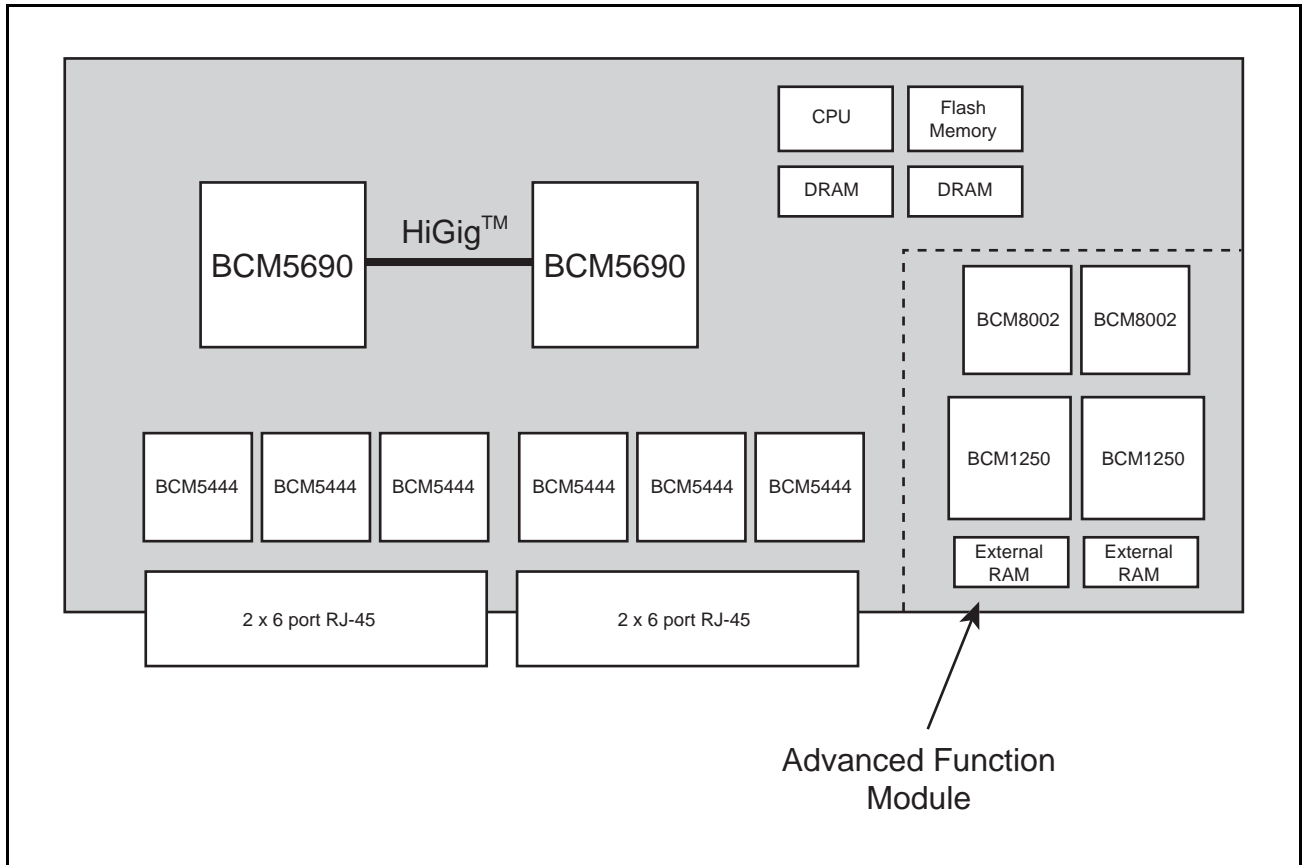 CPU
Flash
Memory
DRAM
DRAM
HiGig™
BCM5690
BCM5690
BCM8002
BCM8002
BCM1250
BCM1250
BCM5444
BCM5444
BCM5444
BCM5444
BCM5444
BCM5444
External
RAM
External
RAM
2 x 6 port RJ-45
2 x 6 port RJ-45
Advanced Function
Module